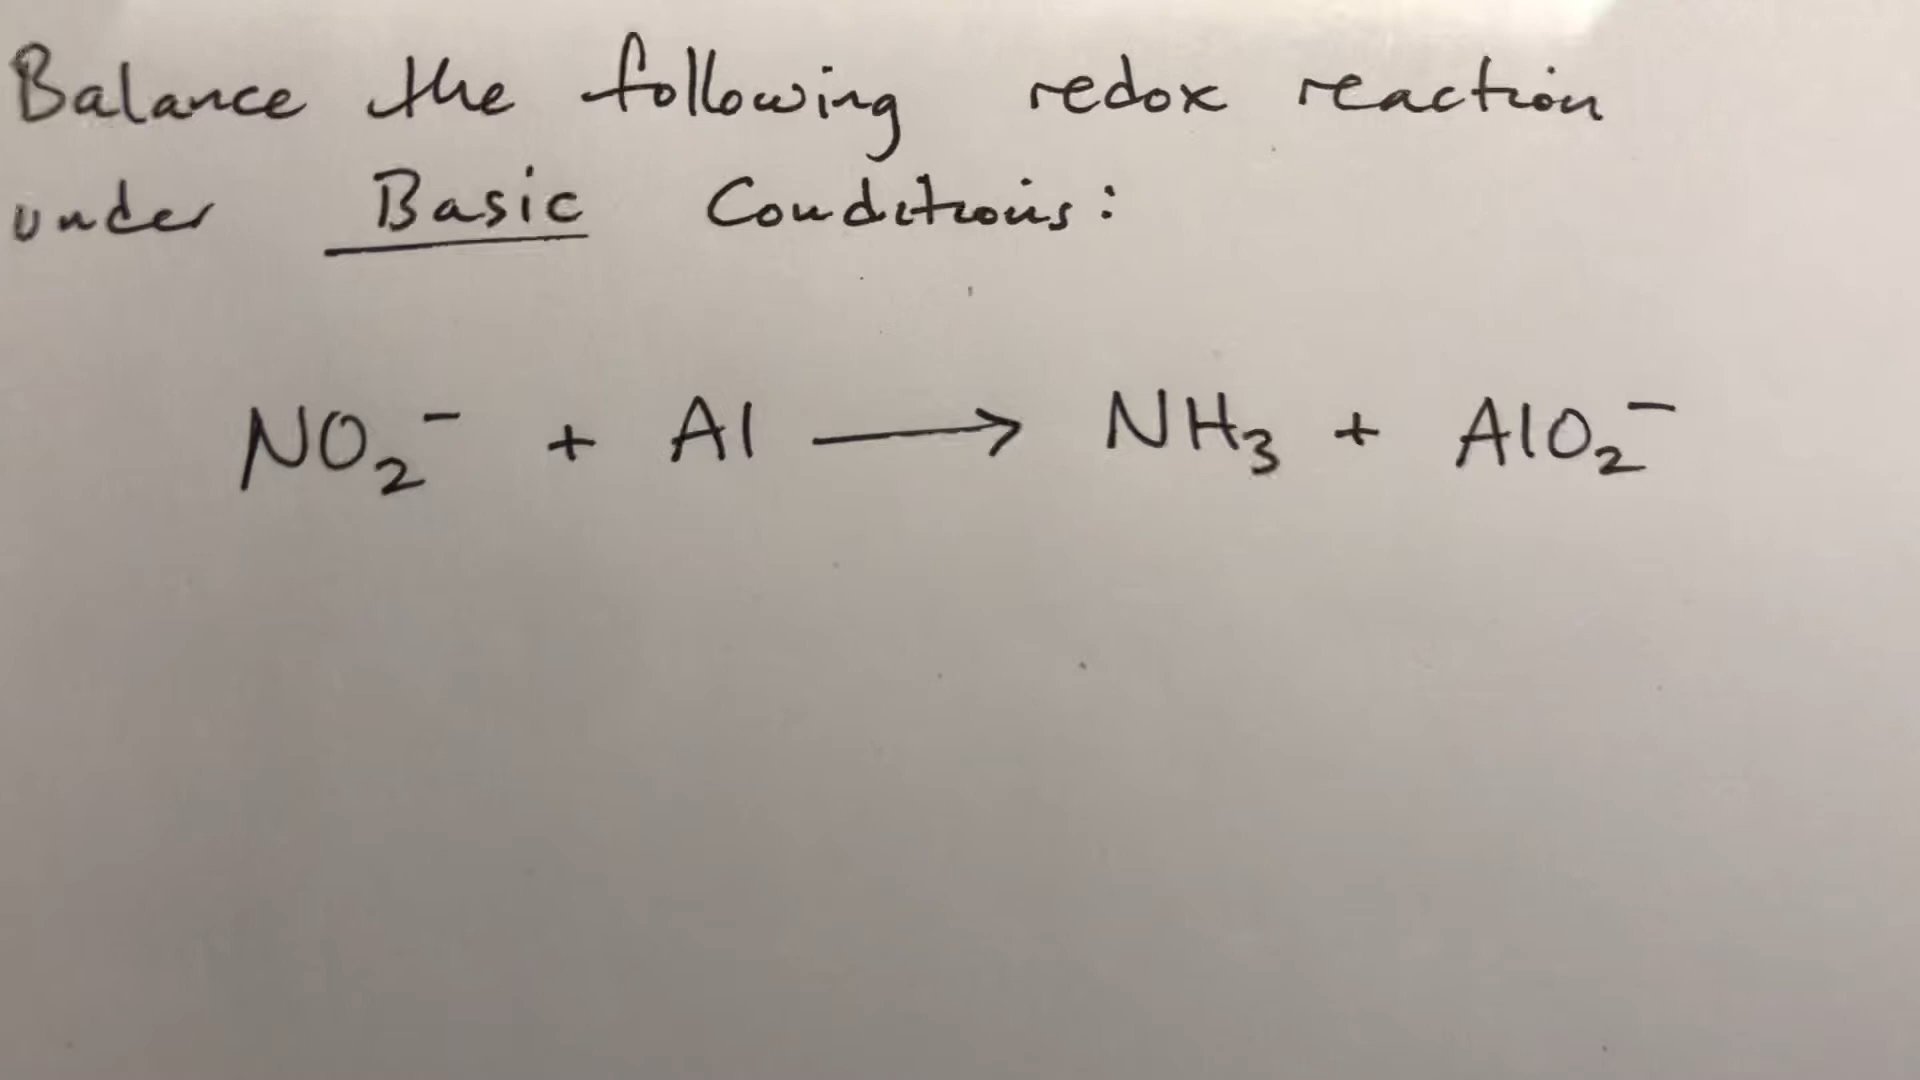 Balance the following redox reaction
under Basic Conditions:
NO₂⁻ + Al ⟶ NH₃ + AlO₂⁻